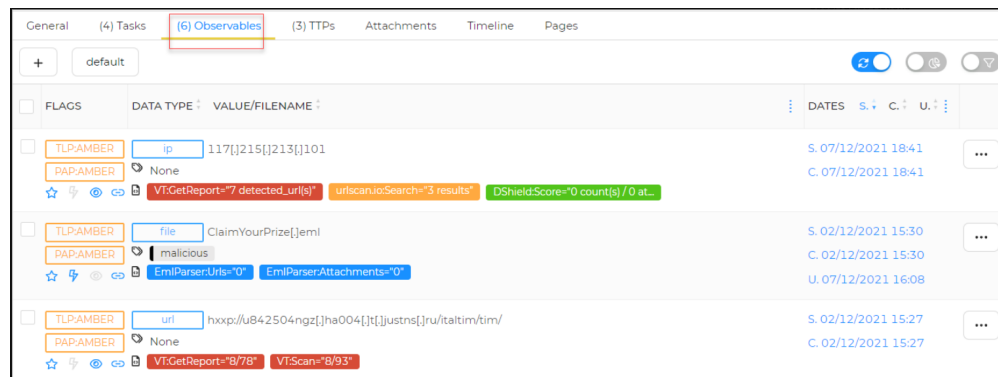 General (4) Tasks (6) Observables (3) TTPs Attachments Timeline Pages
+ default
FLAGS DATA TYPE VALUE/FILENAME DATES S. C. U.
TLP:AMBER ip 117[.]215[.]213[.]101 S. 07/12/2021 18:41
PAP:AMBER None C. 07/12/2021 18:41
VT:GetReport="7 detected_url(s)" urlscan.io:Search="3 results" DShield:Score="0 count(s) / 0 at...
TLP:AMBER file ClaimYourPrize[.]eml S. 02/12/2021 15:30
PAP:AMBER malicious C. 02/12/2021 15:30
EmlParser:Urls="0" EmlParser:Attachments="0" U. 07/12/2021 16:08
TLP:AMBER url hxxp://u842504ngz[.]ha004[.]t[.]justns[.]ru/italtim/tim/ S. 02/12/2021 15:27
PAP:AMBER None C. 02/12/2021 15:27
VT:GetReport="8/78" VT:Scan="8/93"